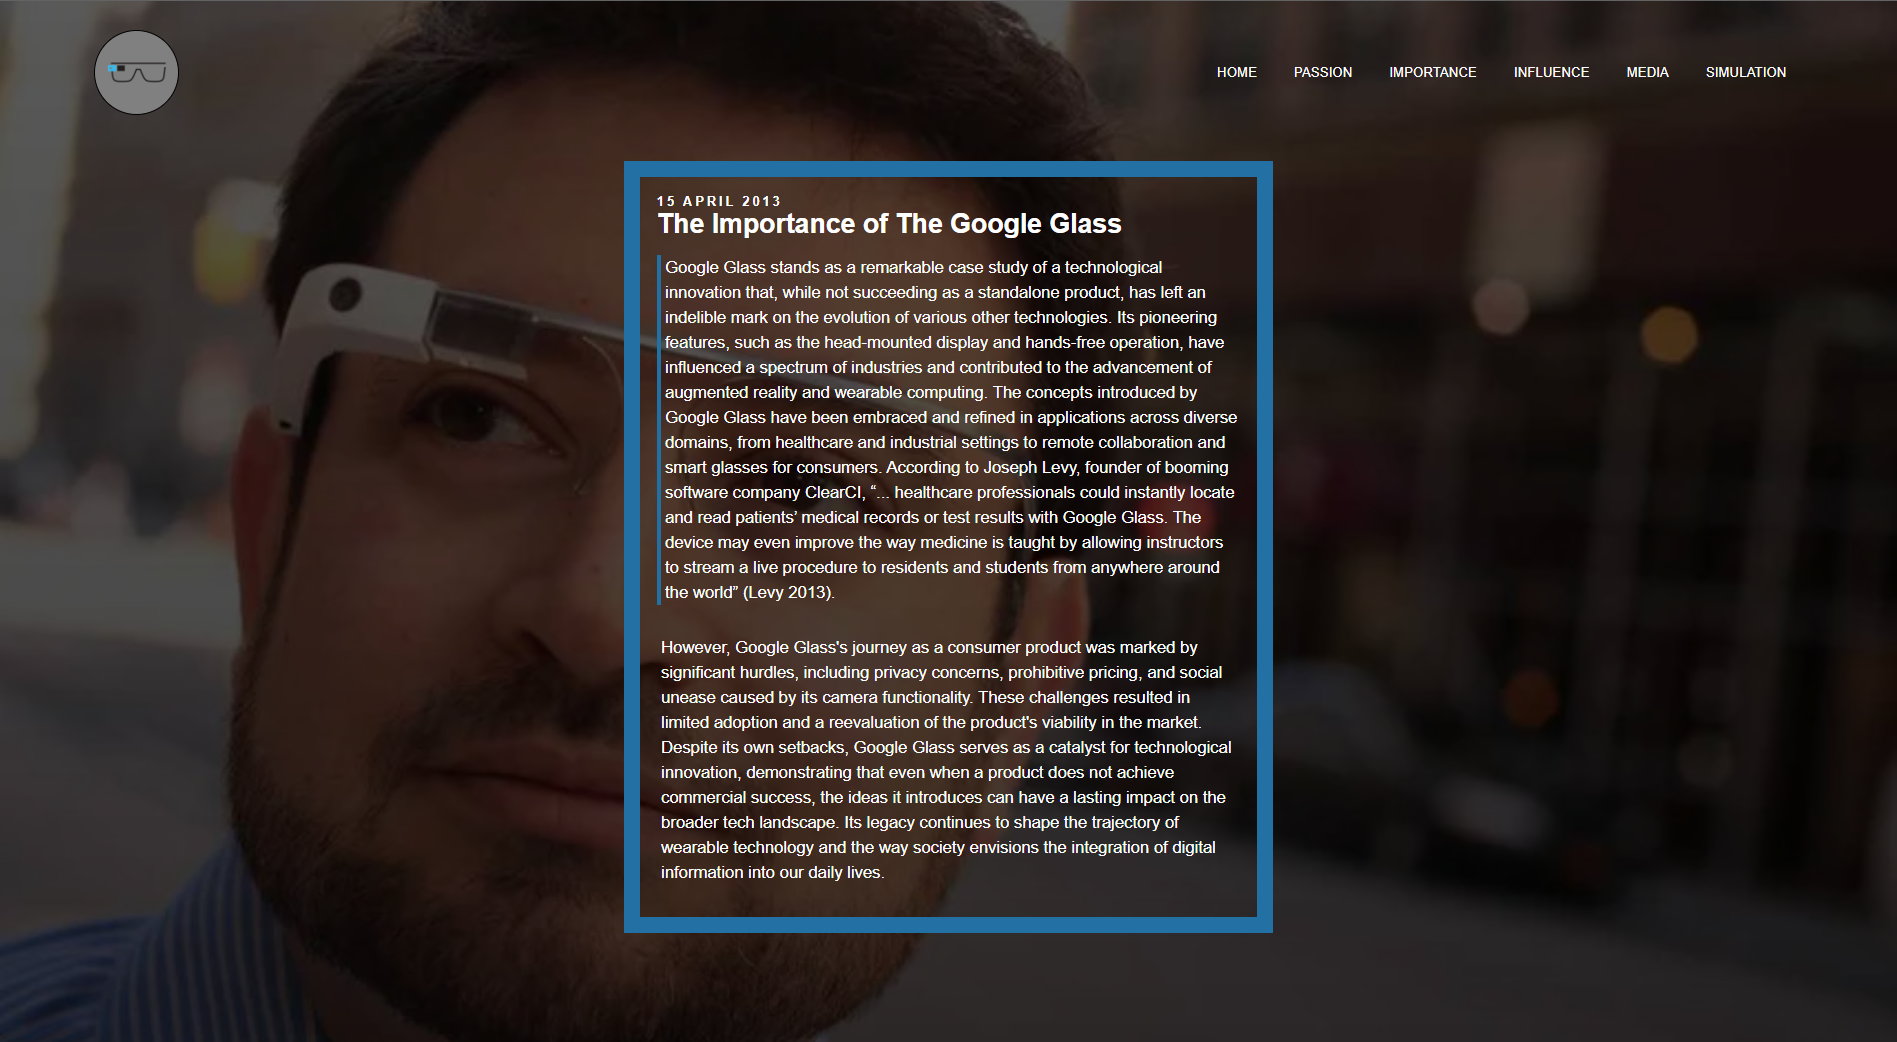 HOME PASSION IMPORTANCE INFLUENCE MEDIA SIMULATION
15 APRIL 2013
The Importance of The Google Glass
Google Glass stands as a remarkable case study of a technological
innovation that, while not succeeding as a standalone product, has left an
indelible mark on the evolution of various other technologies. Its pioneering
features, such as the head-mounted display and hands-free operation, have
influenced a spectrum of industries and contributed to the advancement of
augmented reality and wearable computing. The concepts introduced by
Google Glass have been embraced and refined in applications across diverse
domains, from healthcare and industrial settings to remote collaboration and
smart glasses for consumers. According to Joseph Levy, founder of booming
software company ClearCI, “... healthcare professionals could instantly locate
and read patients’ medical records or test results with Google Glass. The
device may even improve the way medicine is taught by allowing instructors
to stream a live procedure to residents and students from anywhere around
the world” (Levy 2013).
However, Google Glass's journey as a consumer product was marked by
significant hurdles, including privacy concerns, prohibitive pricing, and social
unease caused by its camera functionality. These challenges resulted in
limited adoption and a reevaluation of the product's viability in the market.
Despite its own setbacks, Google Glass serves as a catalyst for technological
innovation, demonstrating that even when a product does not achieve
commercial success, the ideas it introduces can have a lasting impact on the
broader tech landscape. Its legacy continues to shape the trajectory of
wearable technology and the way society envisions the integration of digital
information into our daily lives.